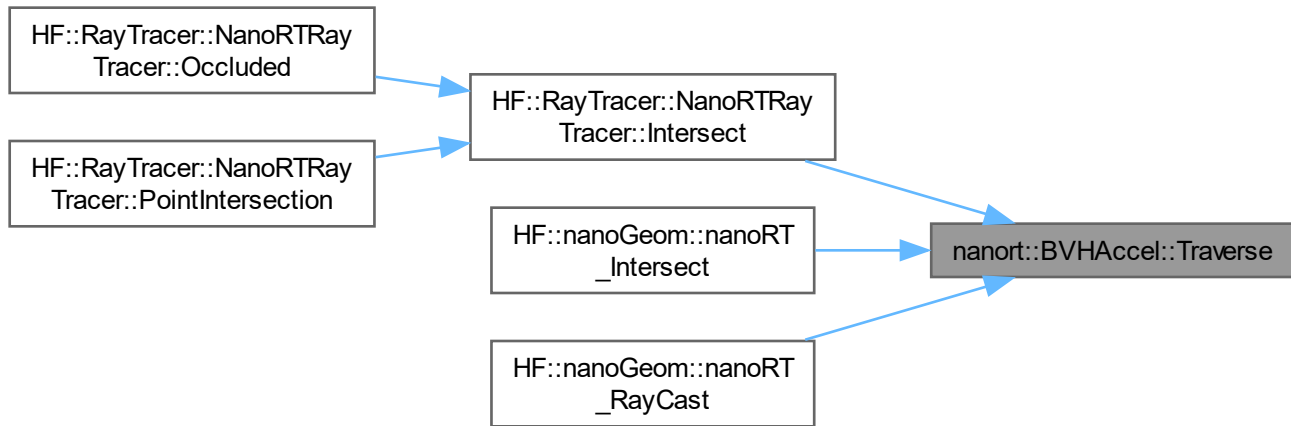 HF::RayTracer::NanoRTRay
Tracer::Occluded
HF::RayTracer::NanoRTRay
Tracer::PointIntersection
HF::RayTracer::NanoRTRay
Tracer::Intersect
HF::nanoGeom::nanoRT
_Intersect
HF::nanoGeom::nanoRT
_RayCast
nanort::BVHAccel::Traverse